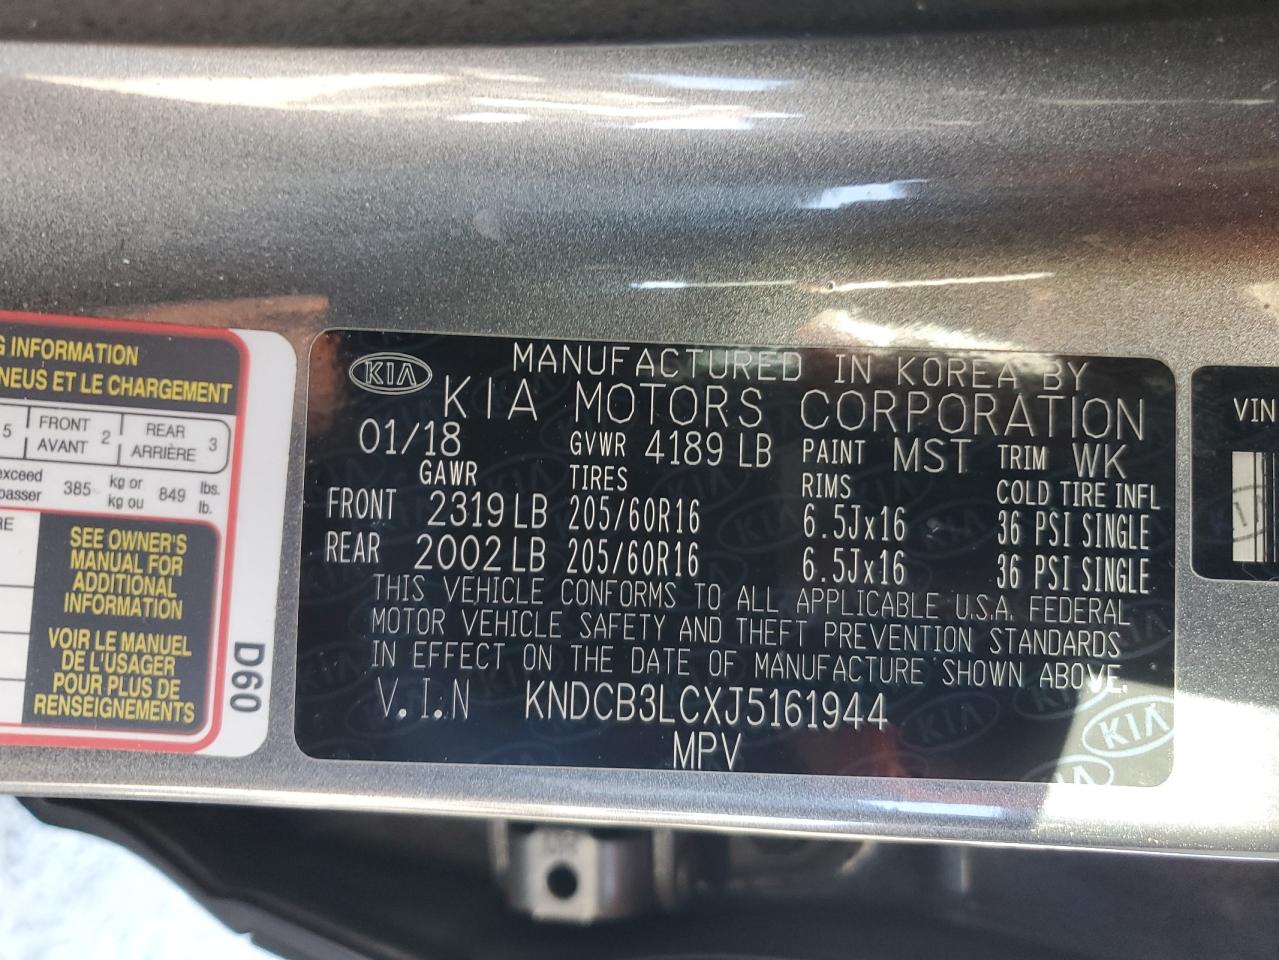 G INFORMATION
NEUS ET LE CHARGEMENT
5 FRONT AVANT 2 REAR ARRIÈRE 3
exceed
passer 385 kg or kg ou 849 lbs. lb.
RE
SEE OWNER'S
MANUAL FOR
ADDITIONAL
INFORMATION
VOIR LE MANUEL
DE L'USAGER
POUR PLUS DE
RENSEIGNEMENTS
D60
KIA
MANUFACTURED IN KOREA BY
KIA MOTORS CORPORATION
01/18 GVWR 4189 LB PAINT MST TRIM WK
GAWR TIRES RIMS COLD TIRE INFL
FRONT 2319 LB 205/60R16 6.5Jx16 36 PSI SINGLE
REAR 2002 LB 205/60R16 6.5Jx16 36 PSI SINGLE
THIS VEHICLE CONFORMS TO ALL APPLICABLE U.S.A. FEDERAL
MOTOR VEHICLE SAFETY AND THEFT PREVENTION STANDARDS
IN EFFECT ON THE DATE OF MANUFACTURE SHOWN ABOVE.
V.I.N KNDCB3LCXJ5161944
MPV
KIA
VIN